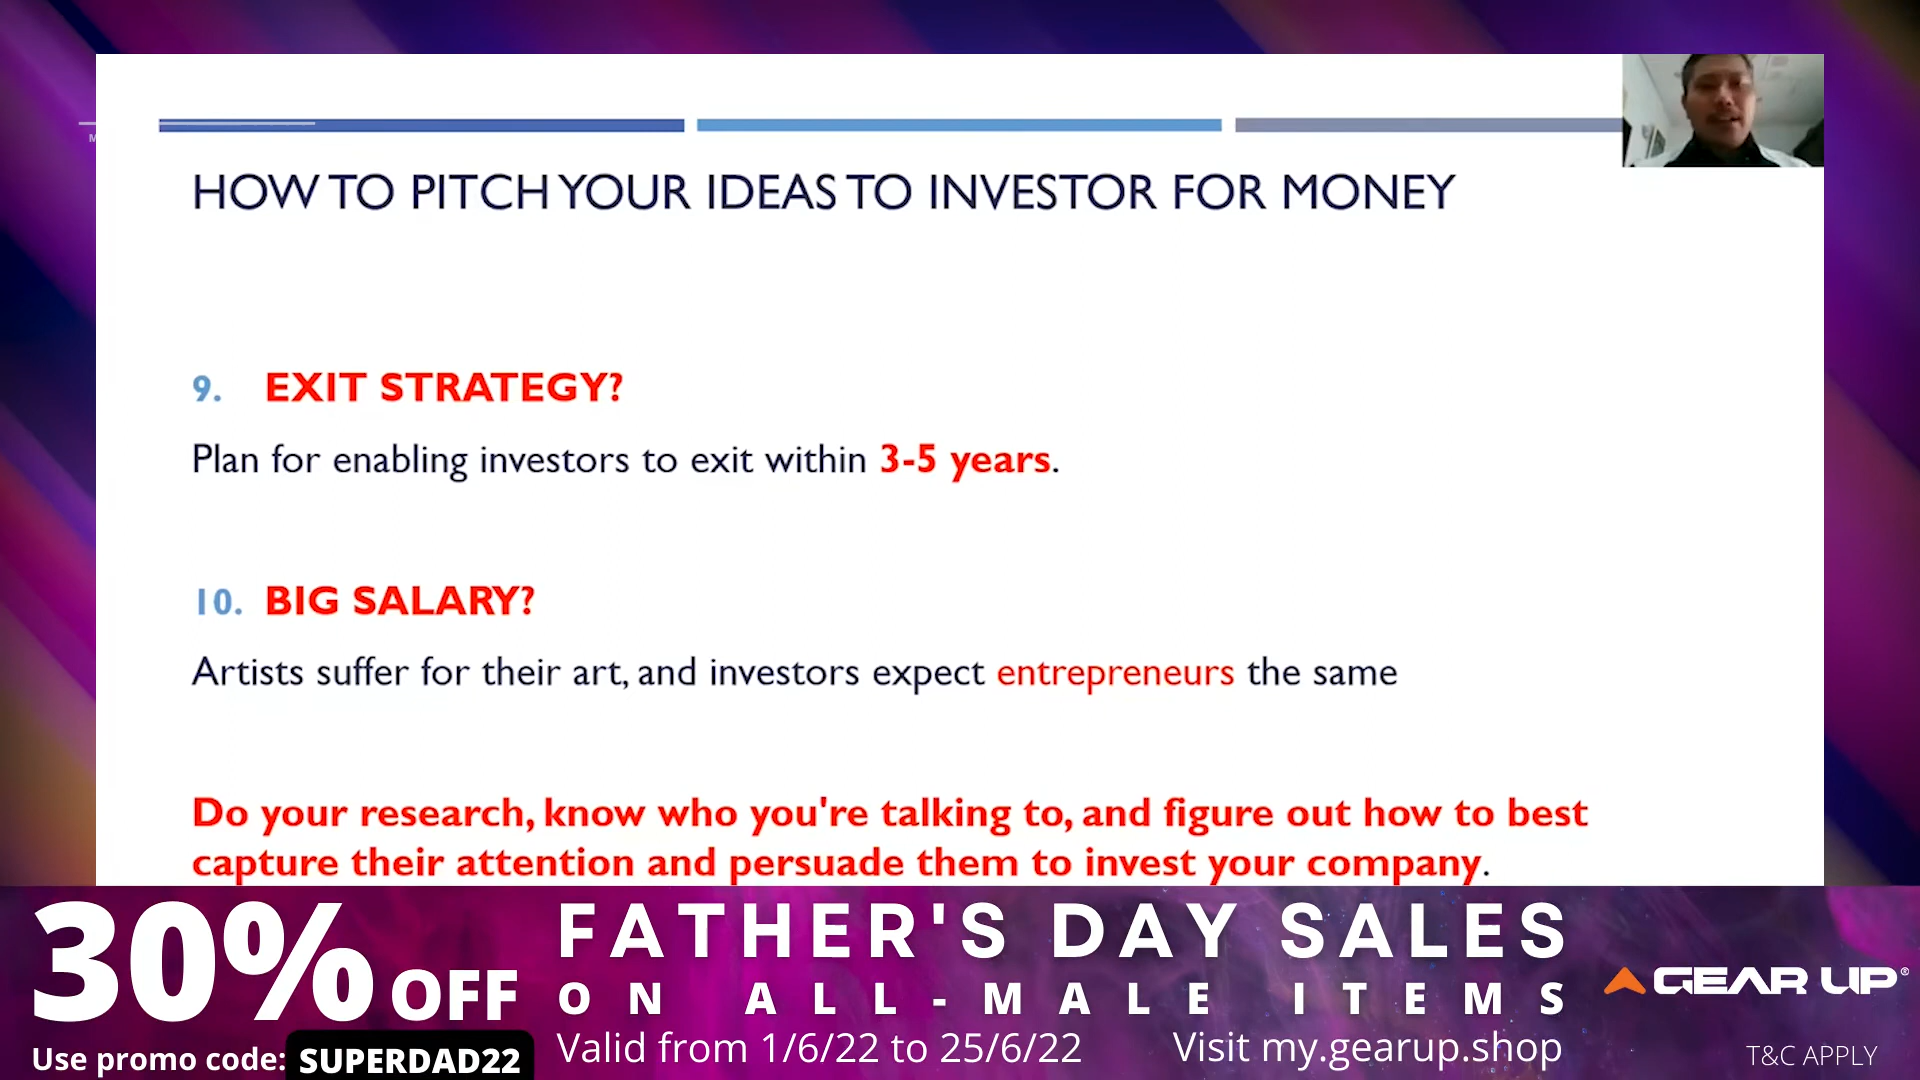 M
HOW TO PITCH YOUR IDEAS TO INVESTOR FOR MONEY
9. EXIT STRATEGY?
Plan for enabling investors to exit within 3-5 years.
10. BIG SALARY?
Artists suffer for their art, and investors expect entrepreneurs the same
Do your research, know who you're talking to, and figure out how to best
capture their attention and persuade them to invest your company.
30% OFF
Use promo code: SUPERDAD22
FATHER'S DAY SALES
ON ALL-MALE ITEMS
Valid from 1/6/22 to 25/6/22 Visit my.gearup.shop
GEAR UP®
T&C APPLY